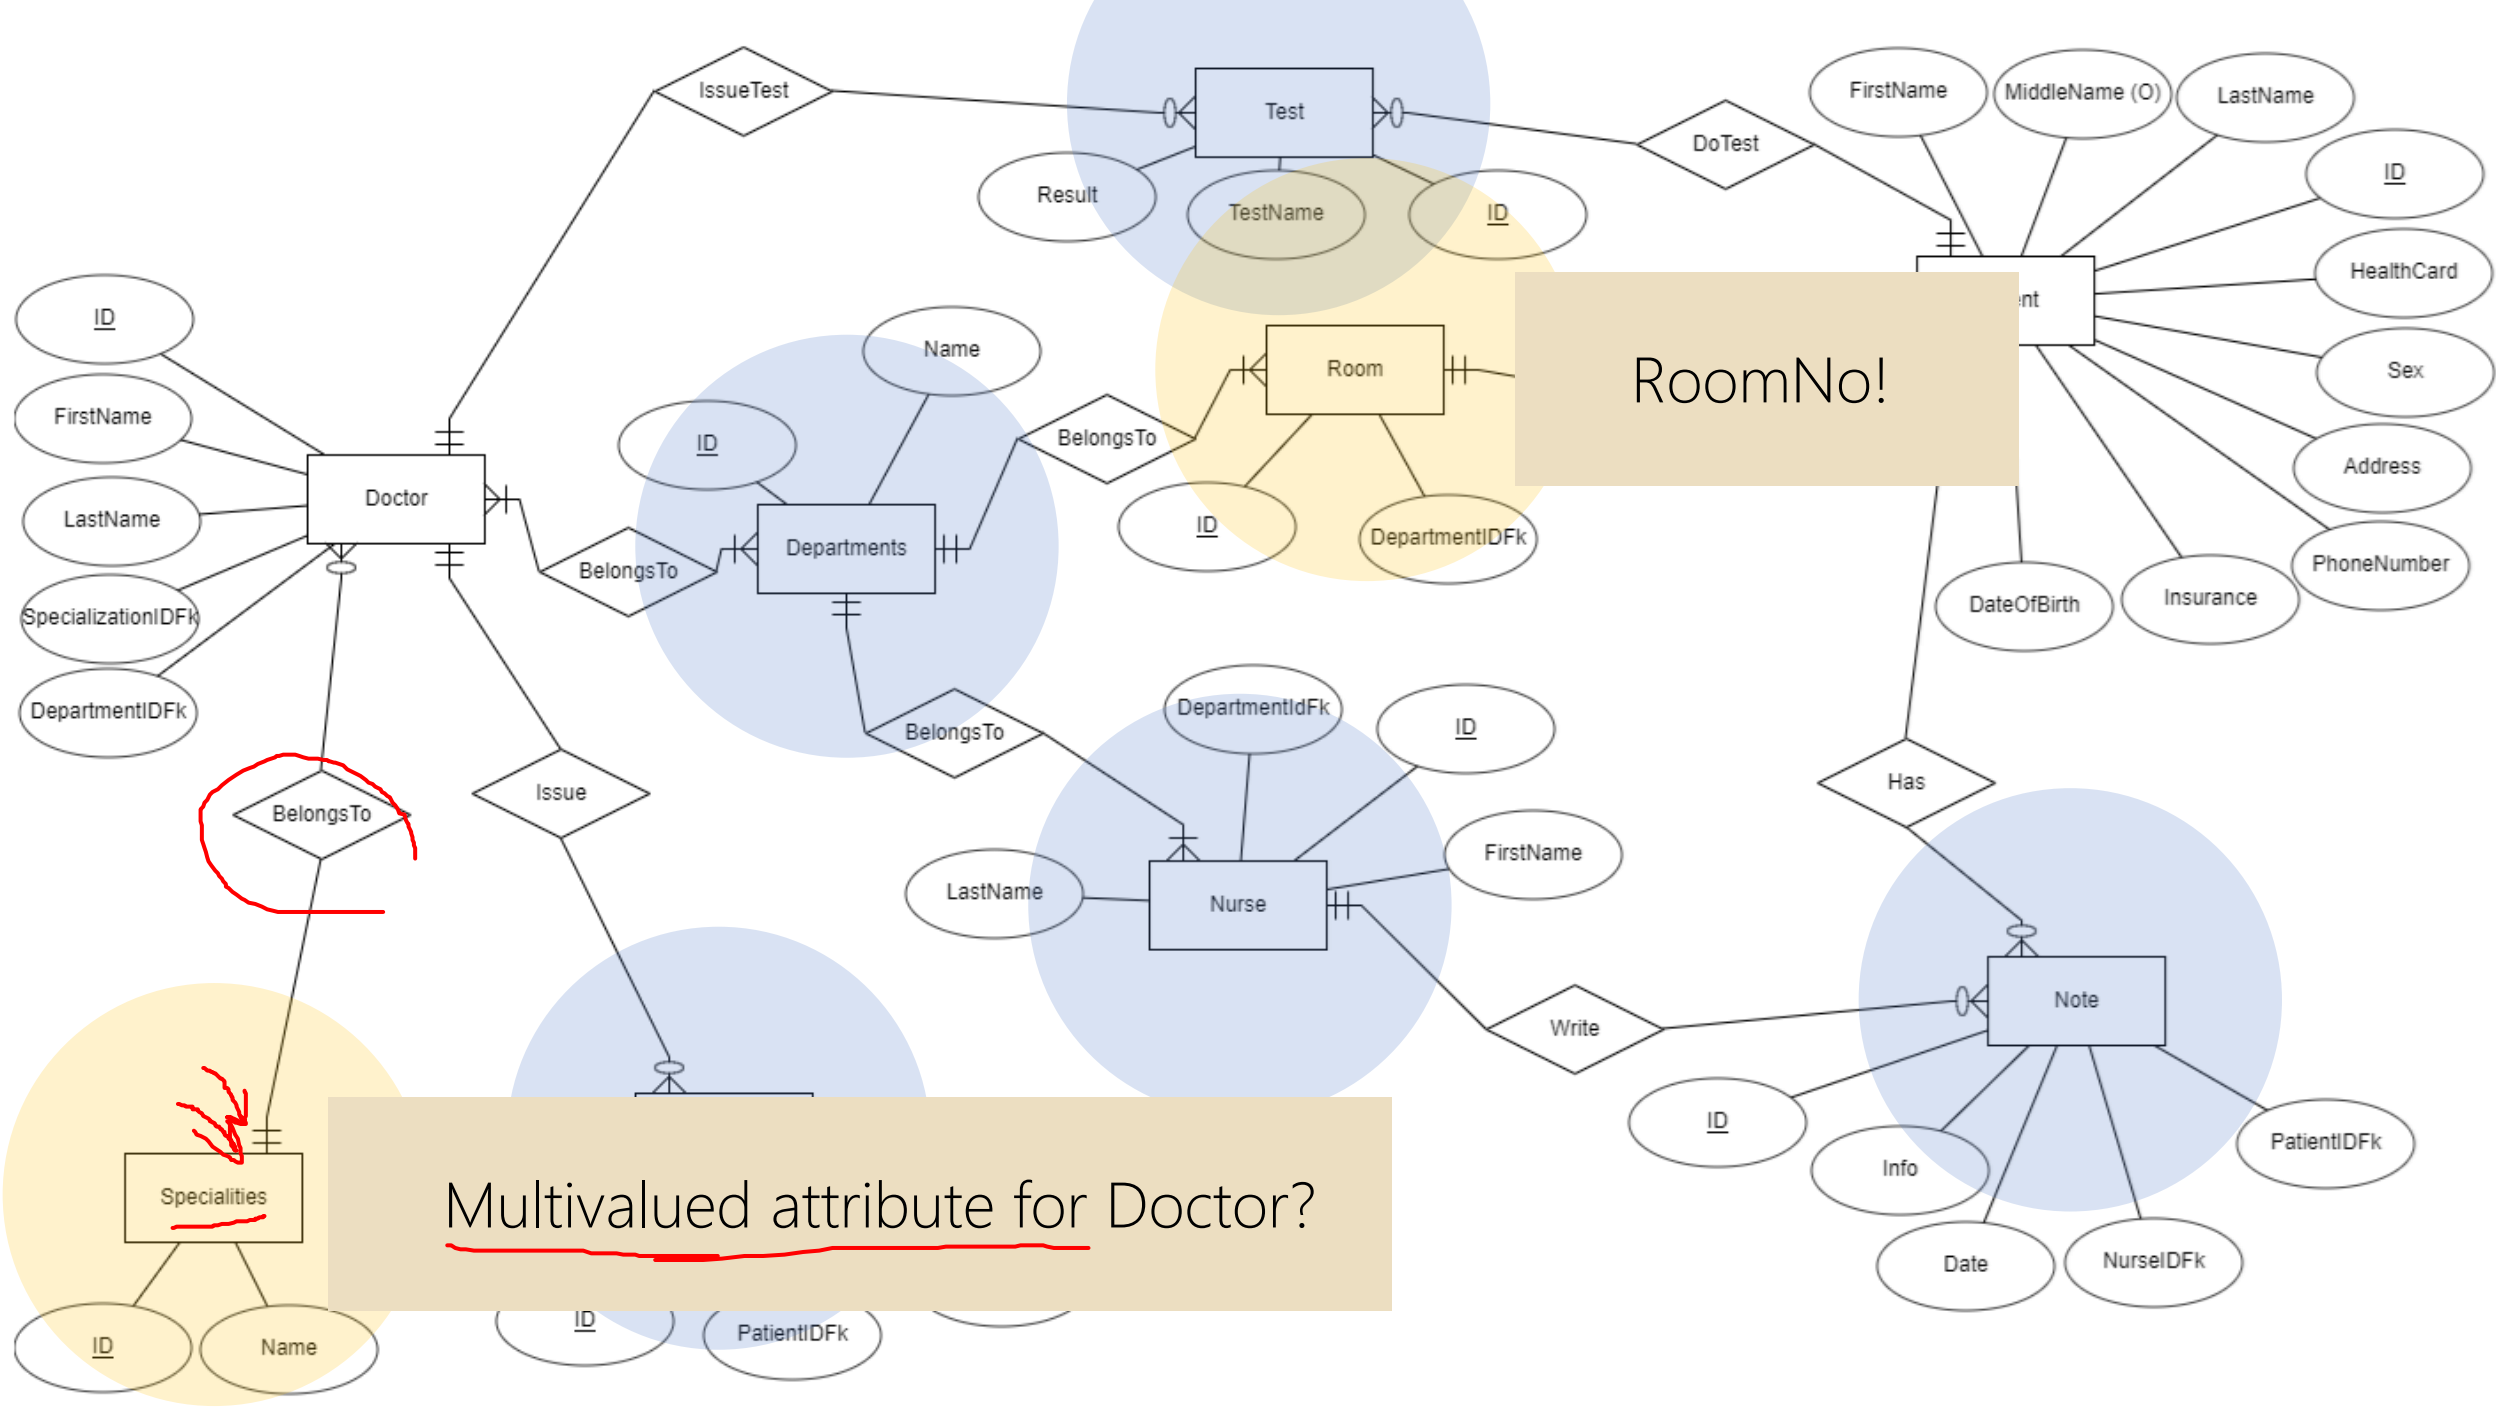 IssueTest
Test
DoTest
FirstName
MiddleName (O)
LastName
ID
HealthCard
Sex
Address
PhoneNumber
Insurance
DateOfBirth
Result
TestName
ID
RoomNo!
ID
FirstName
LastName
SpecializationIDFk
DepartmentIDFk
Doctor
Name
ID
Departments
BelongsTo
BelongsTo
Room
ID
DepartmentIDFk
BelongsTo
DepartmentIdFk
ID
FirstName
LastName
Nurse
Has
Write
Note
ID
Info
Date
NurseIDFk
PatientIDFk
BelongsTo
Issue
Specialities
ID
Name
Multivalued attribute for Doctor?
ID
PatientIDFk